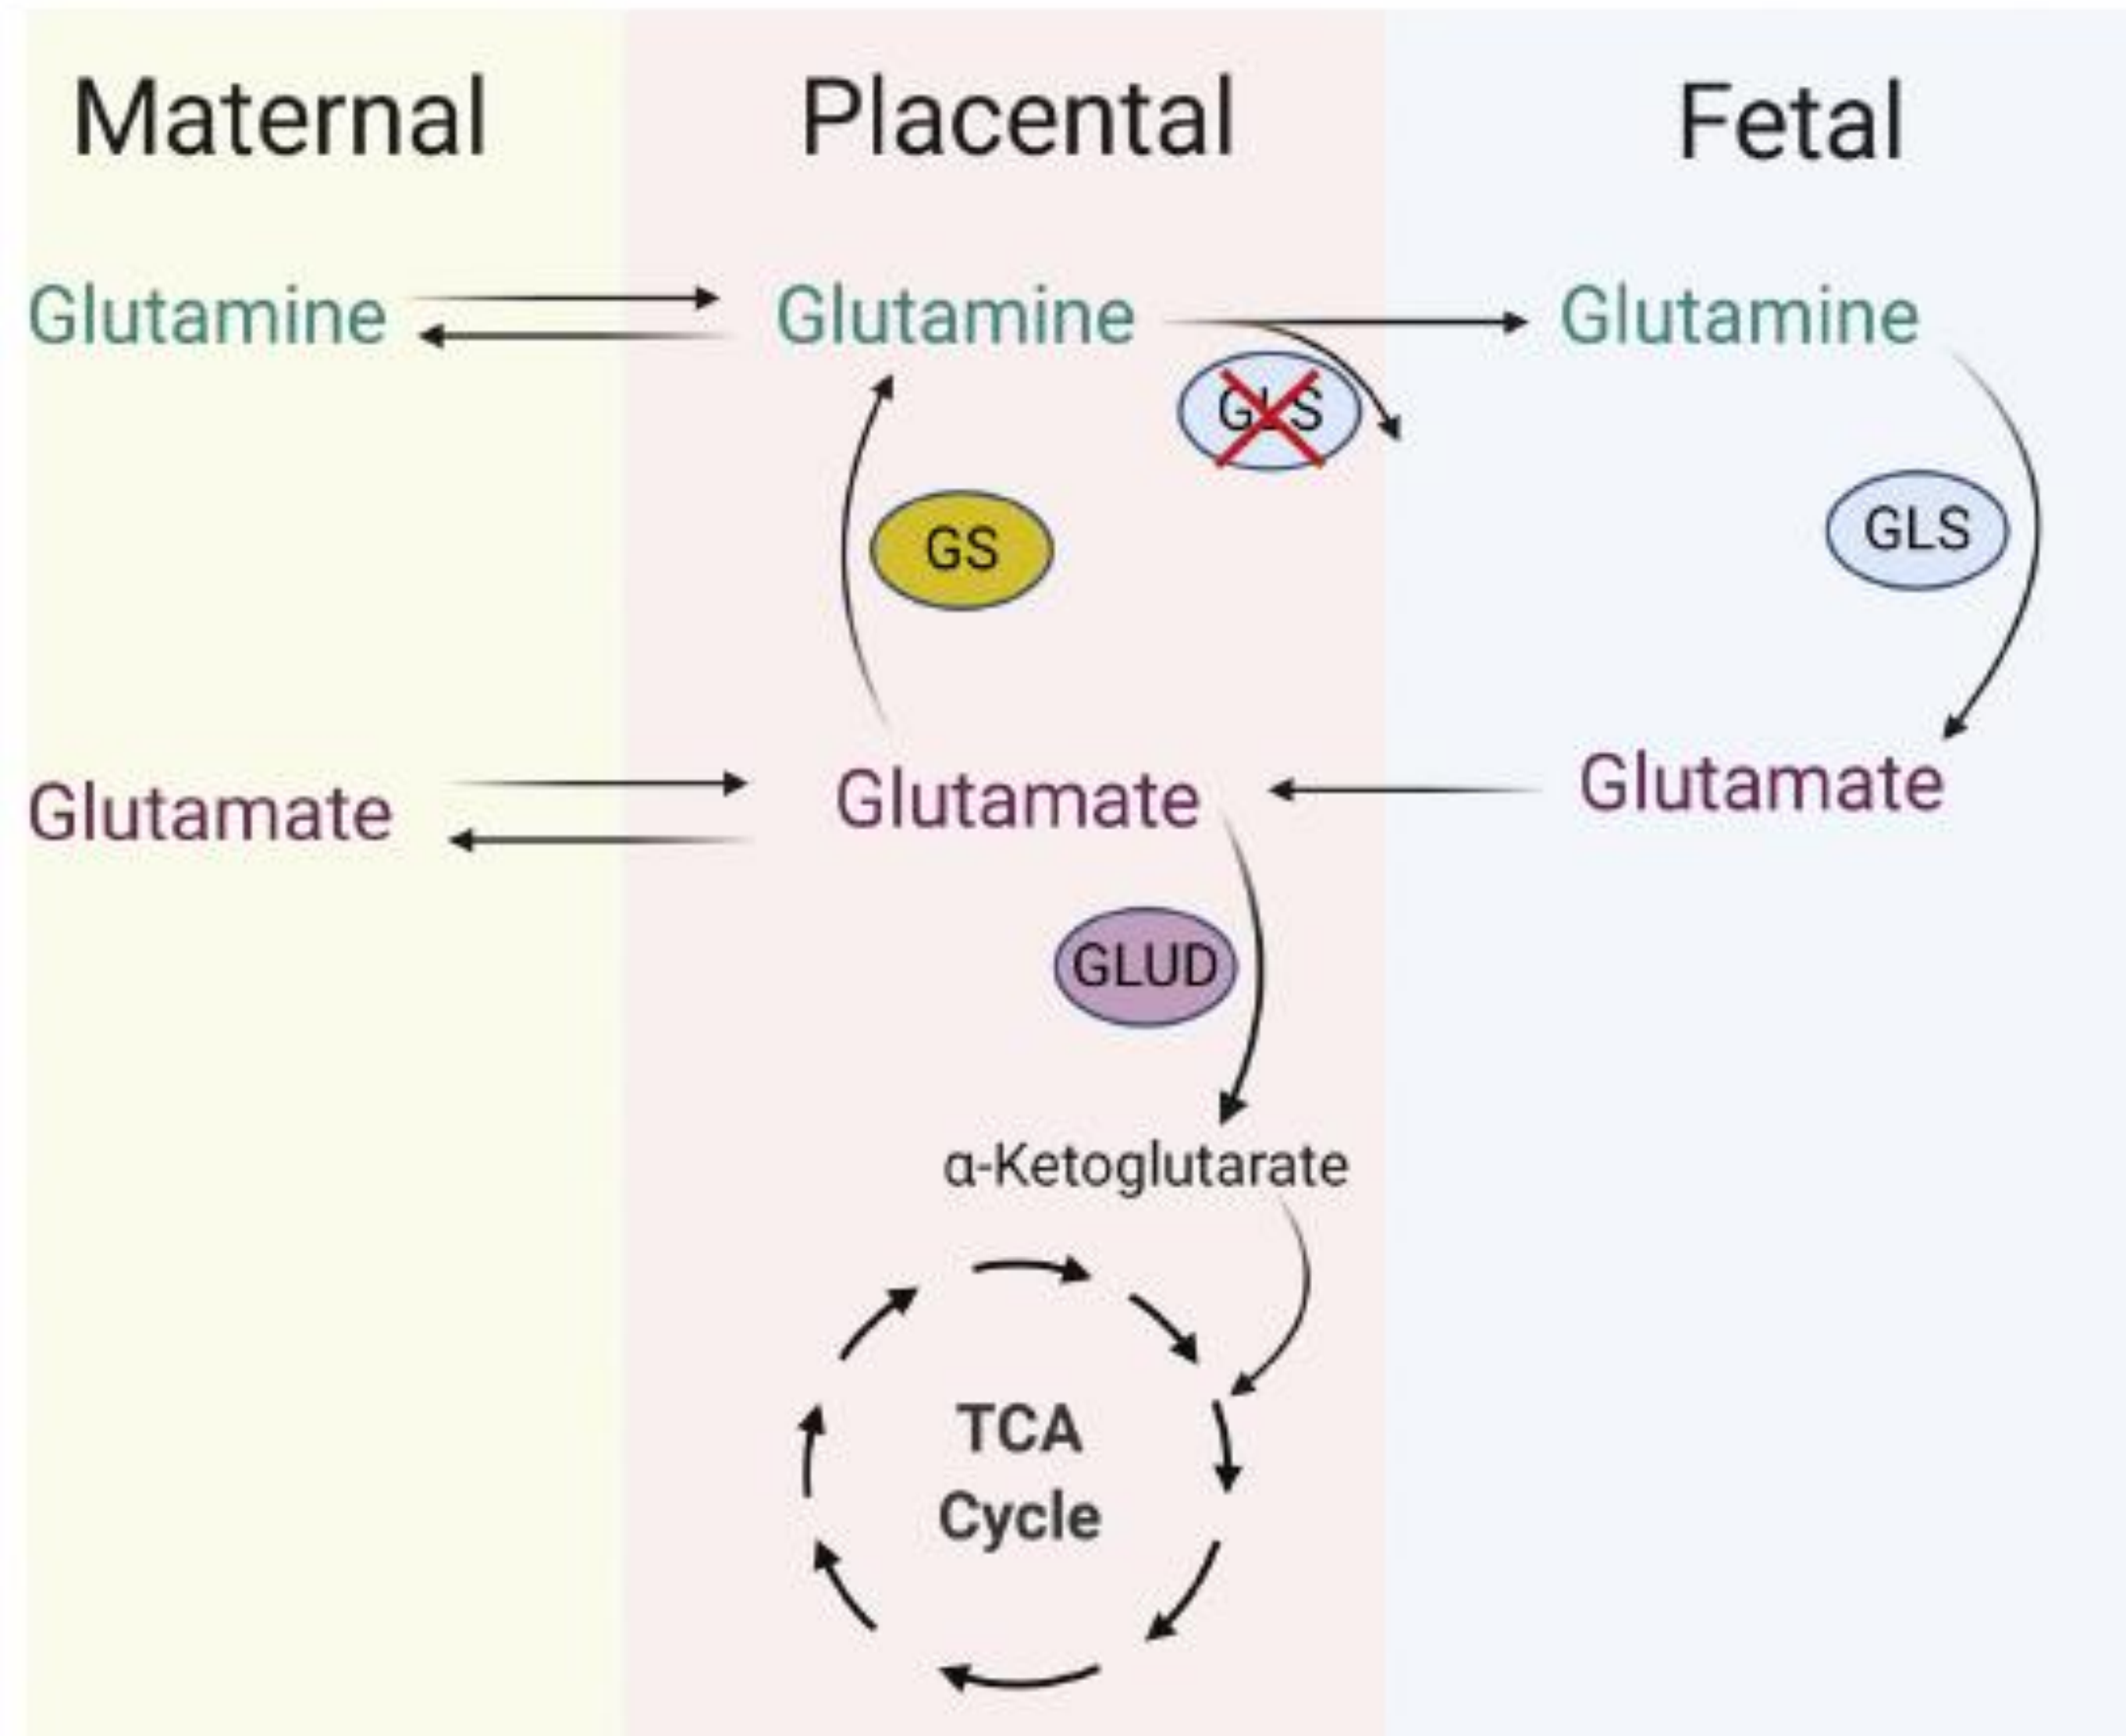 Maternal
Placental
Fetal
Glutamine
Glutamine
Glutamine
GLS
GS
GLS
Glutamate
Glutamate
Glutamate
GLUD
α-Ketoglutarate
TCA
Cycle